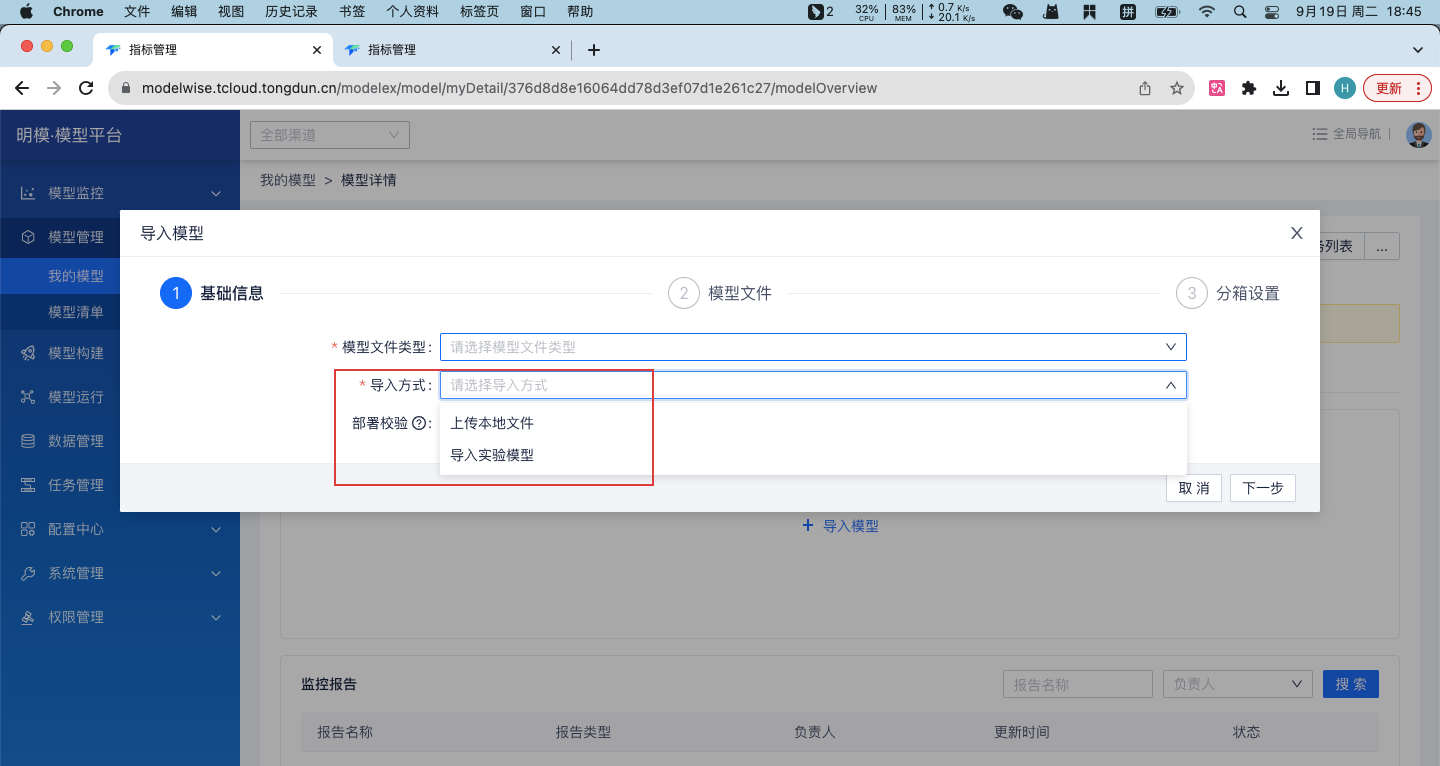 Chrome 文件 编辑 视图 历史记录 书签 个人资料 标签页 窗口 帮助 2 32% CPU 83% MEM ↑ 0.7 K/s ↓ 20.1 K/s 拼 9月19日 周二 18:45
指标管理 指标管理
modelwise.tcloud.tongdun.cn/modelex/model/myDetail/376d8d8e16064dd78d3ef07d1e261c27/modelOverview H 更新
明模·模型平台 全部渠道 全局导航
我的模型 > 模型详情
模型监控
模型管理
我的模型
模型清单
模型构建
模型运行
数据管理
任务管理
配置中心
系统管理
权限管理
导入模型 X
列表 ...
1 基础信息 2 模型文件 3 分箱设置
* 模型文件类型: 请选择模型文件类型
* 导入方式: 请选择导入方式
部署校验 ?: 上传本地文件
导入实验模型
取 消 下一步
+ 导入模型
监控报告 报告名称 负责人 搜 索
报告名称 报告类型 负责人 更新时间 状态